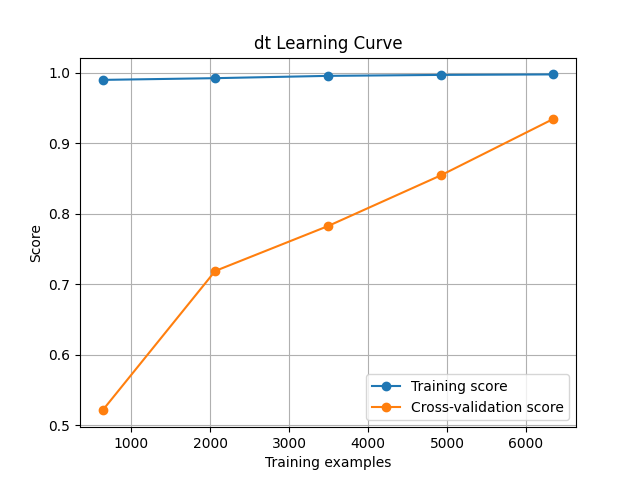 dt Learning Curve
1.0
0.9
0.8
0.7
0.6
0.5
Score
1000
2000
3000
4000
5000
6000
Training examples
Training score
Cross-validation score